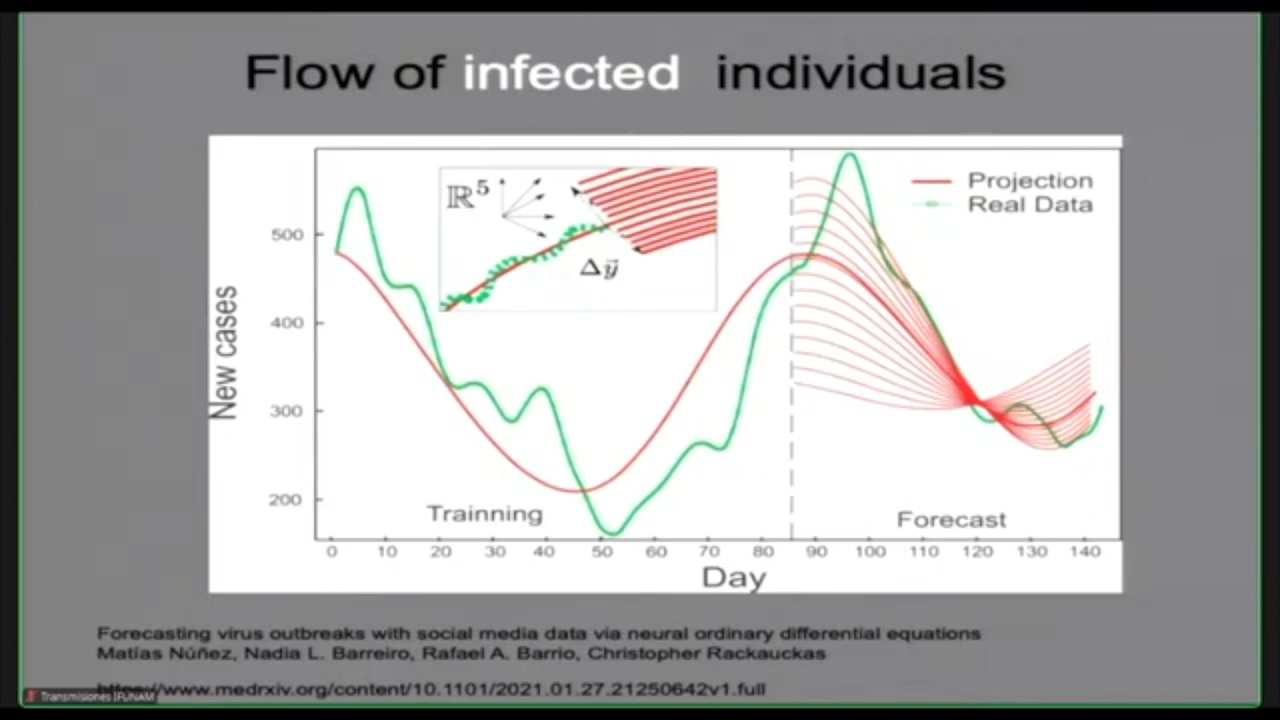 Flow of infected individuals
ℝ⁵
Δy⃗
Projection
Real Data
New cases
500
400
300
200
Trainning
Forecast
0 10 20 30 40 50 60 70 80 90 100 110 120 130 140
Day
Forecasting virus outbreaks with social media data via neural ordinary differential equations
Matías Núñez, Nadia L. Barreiro, Rafael A. Barrio, Christopher Rackauckas
https://www.medrxiv.org/content/10.1101/2021.01.27.21250642v1.full
Transmisiones IFUNAM